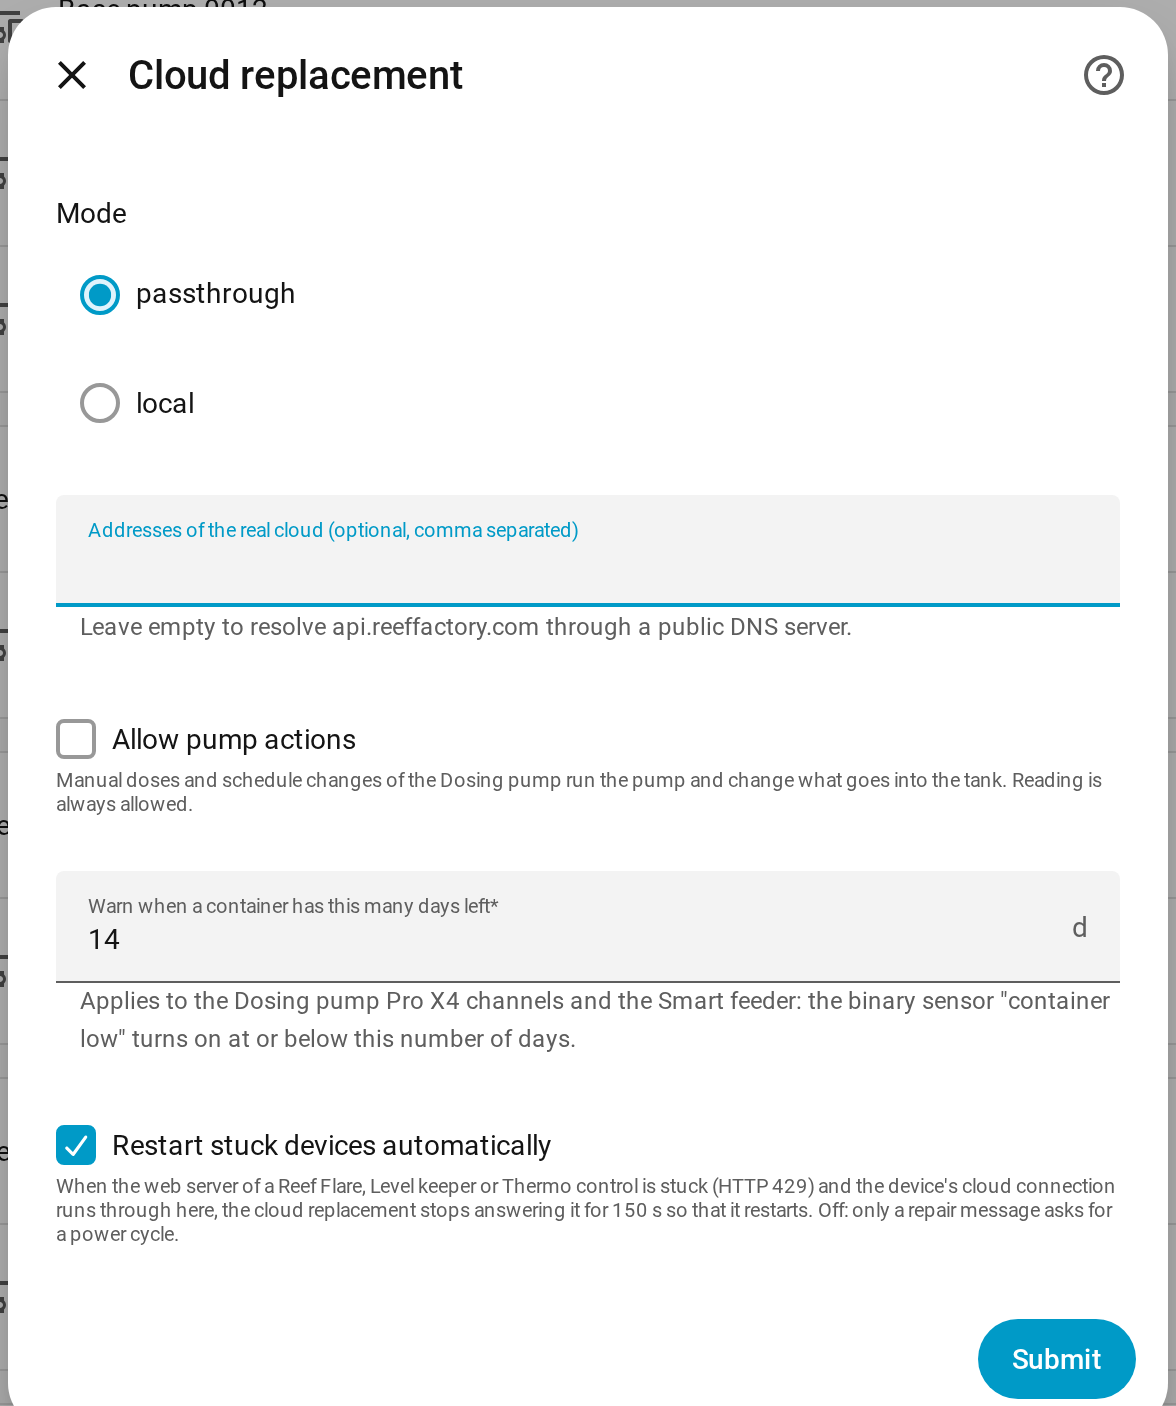 Cloud replacement
Mode
passthrough
local
Addresses of the real cloud (optional, comma separated)
Leave empty to resolve api.reeffactory.com through a public DNS server.
Allow pump actions
Manual doses and schedule changes of the Dosing pump run the pump and change what goes into the tank. Reading is
always allowed.
Warn when a container has this many days left*
14
d
Applies to the Dosing pump Pro X4 channels and the Smart feeder: the binary sensor "container
low" turns on at or below this number of days.
Restart stuck devices automatically
When the web server of a Reef Flare, Level keeper or Thermo control is stuck (HTTP 429) and the device's cloud connection
runs through here, the cloud replacement stops answering it for 150 s so that it restarts. Off: only a repair message asks for
a power cycle.
Submit